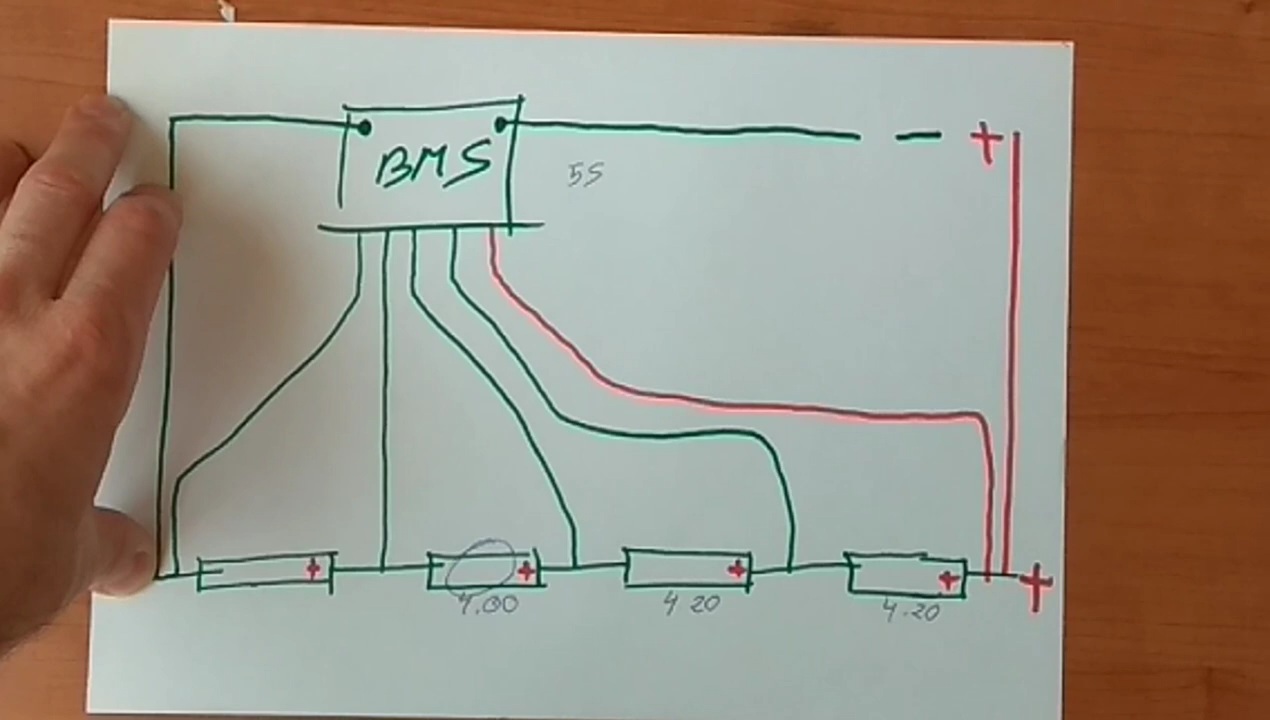 − +
BMS
5S
+ + + + +
4.00 4.20 4.20